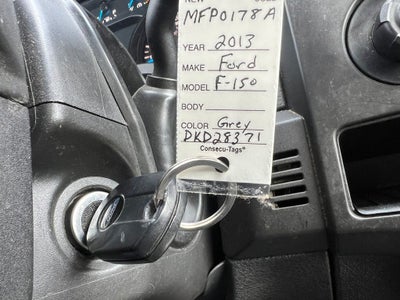 MFP0178A
YEAR 2013
MAKE Ford
MODEL F-150
BODY
COLOR Grey
DKD28371
Consecu-Tags®